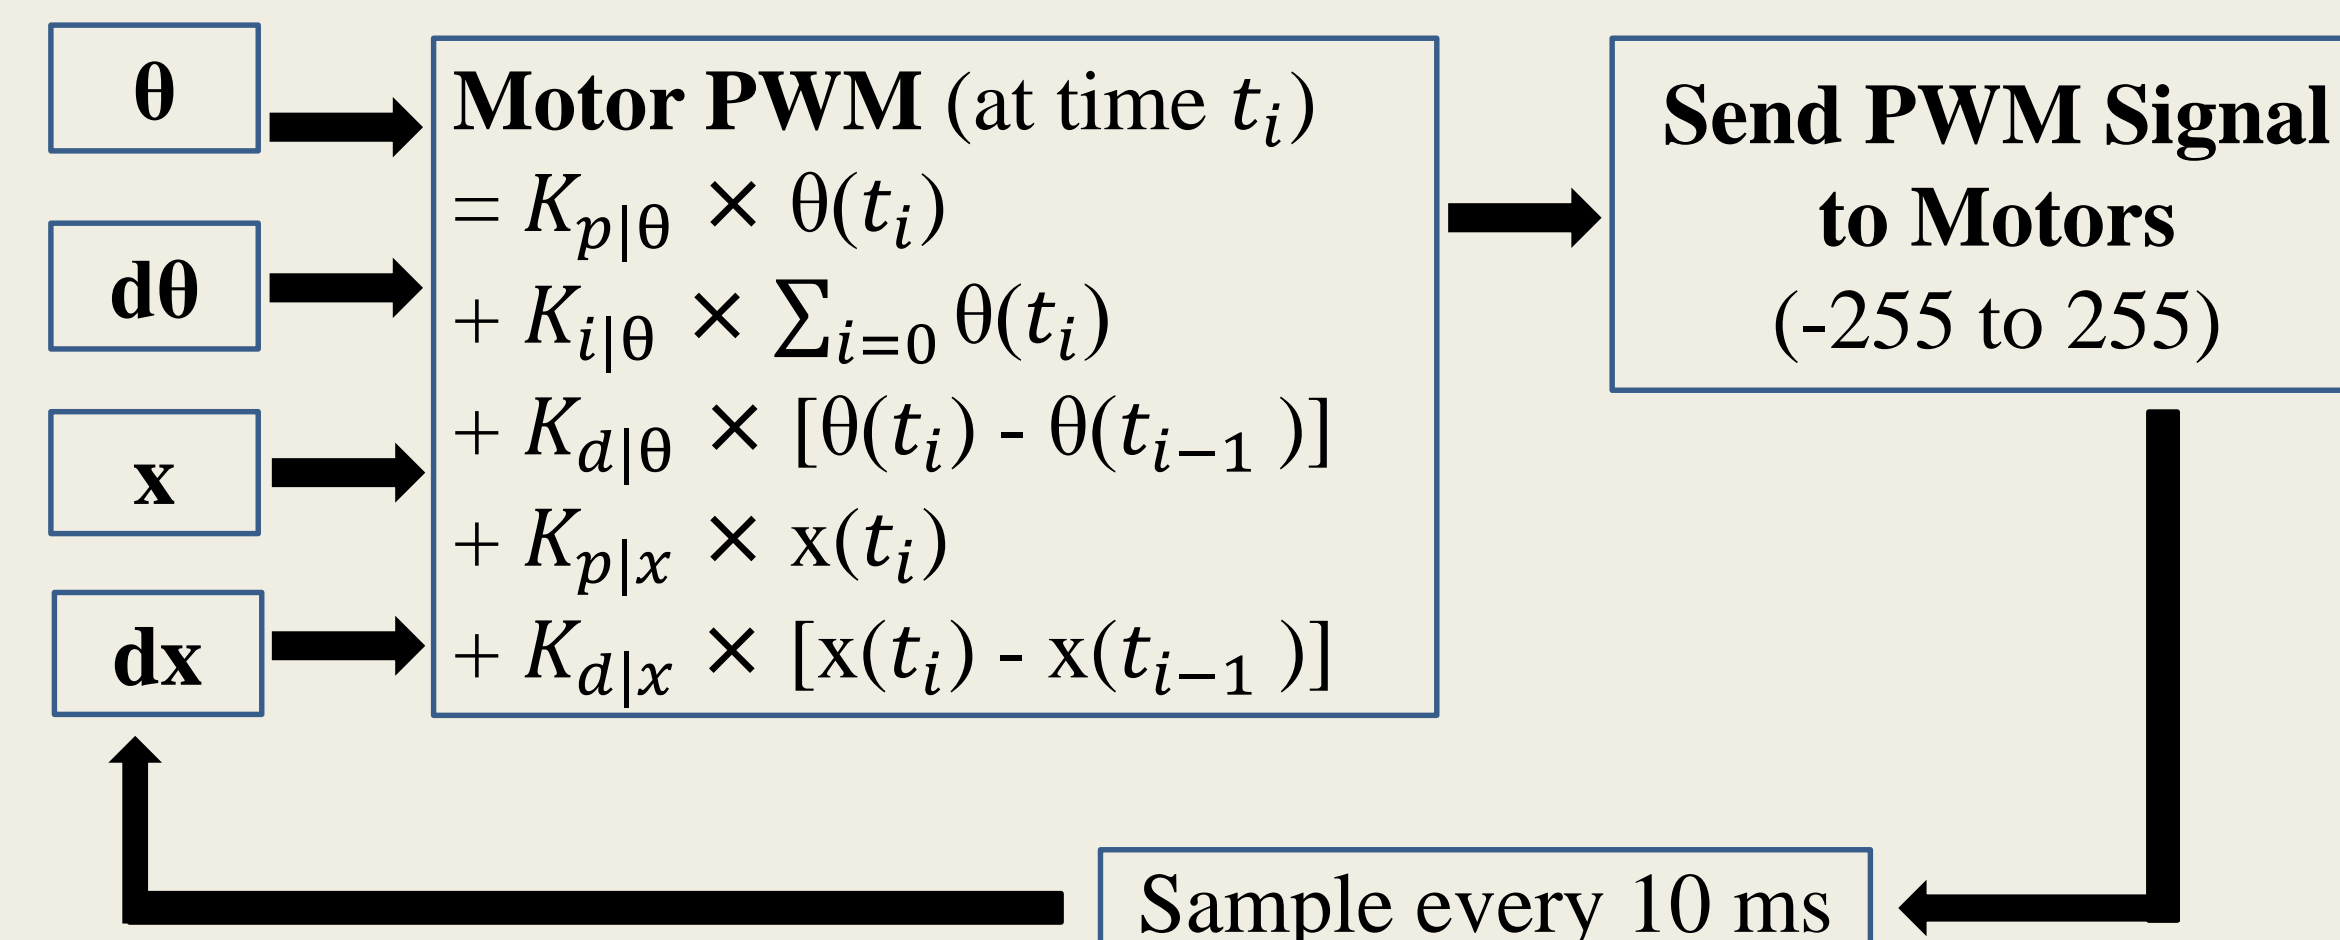 θ
dθ
x
dx
Motor PWM (at time tᵢ)
= K_{p|θ} × θ(tᵢ)
+ K_{i|θ} × ∑_{i=0} θ(tᵢ)
+ K_{d|θ} × [θ(tᵢ) - θ(t_{i−1} )]
+ K_{p|x} × x(tᵢ)
+ K_{d|x} × [x(tᵢ) - x(t_{i−1} )]
Send PWM Signal
to Motors
(-255 to 255)
Sample every 10 ms